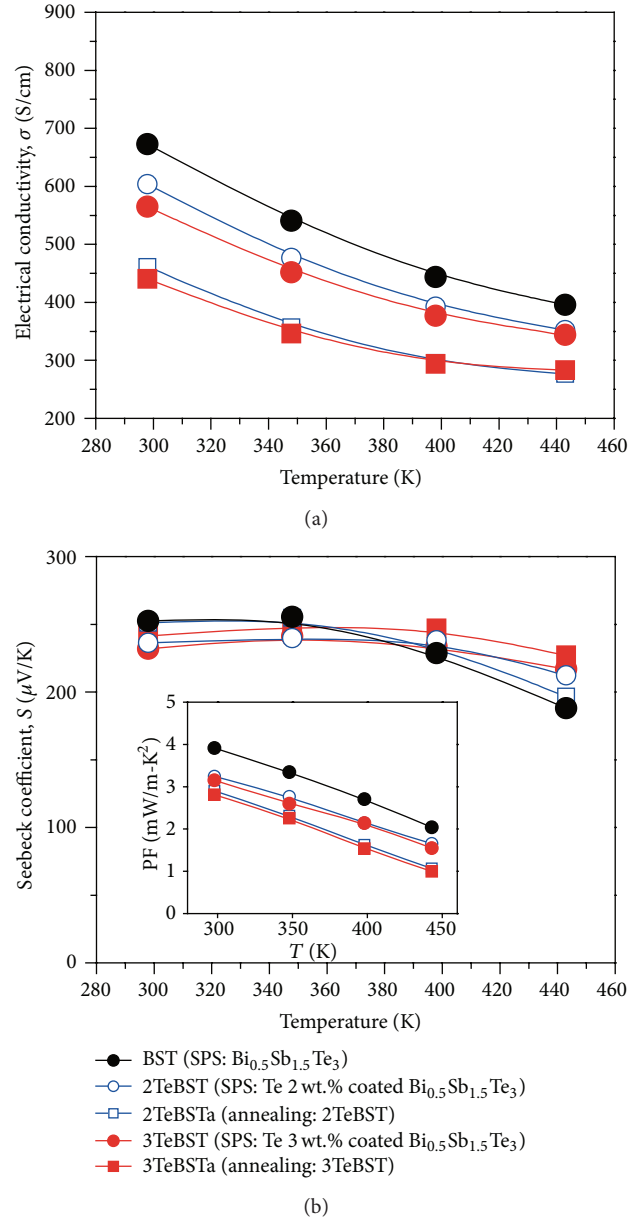 900
800
700
600
500
400
300
200
Electrical conductivity, σ (S/cm)
280 300 320 340 360 380 400 420 440 460
Temperature (K)
(a)
300
200
100
0
Seebeck coefficient, S (μV/K)
5
4
3
2
1
0
PF (mW/m-K²)
300 350 400 450
T (K)
280 300 320 340 360 380 400 420 440 460
Temperature (K)
BST (SPS: Bi₀.₅Sb₁.₅Te₃)
2TeBST (SPS: Te 2 wt.% coated Bi₀.₅Sb₁.₅Te₃)
2TeBSTa (annealing: 2TeBST)
3TeBST (SPS: Te 3 wt.% coated Bi₀.₅Sb₁.₅Te₃)
3TeBSTa (annealing: 3TeBST)
(b)